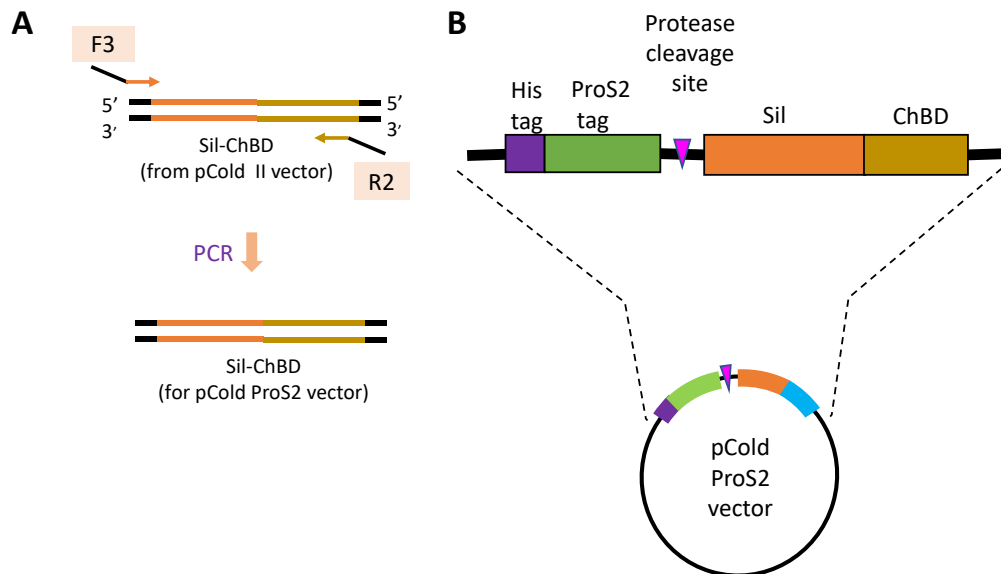 A
F3
5’
3’
5’
3’
Sil-ChBD
(from pCold II vector)
R2
PCR
Sil-ChBD
(for pCold ProS2 vector)
B
Protease
cleavage
site
His
tag
ProS2
tag
Sil
ChBD
pCold
ProS2
vector